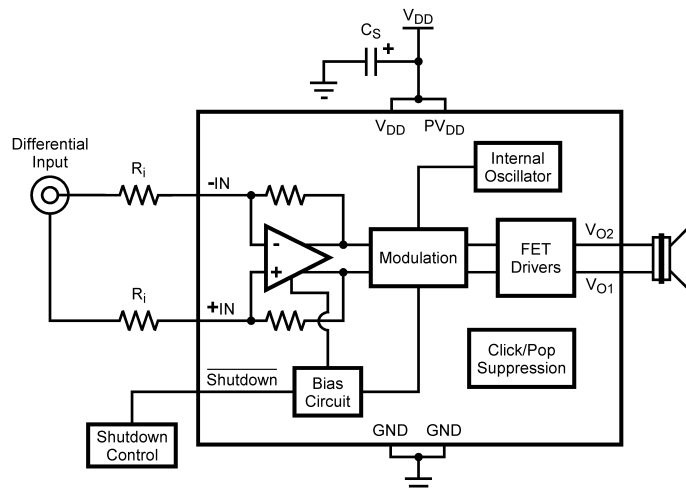 V_DD
C_S
+
V_DD PV_DD
Differential
Input
R_i
-IN
Internal
Oscillator
-
+
Modulation
FET
Drivers
V_O2
V_O1
R_i
+IN
Click/Pop
Suppression
Shutdown
Bias
Circuit
Shutdown
Control
GND GND